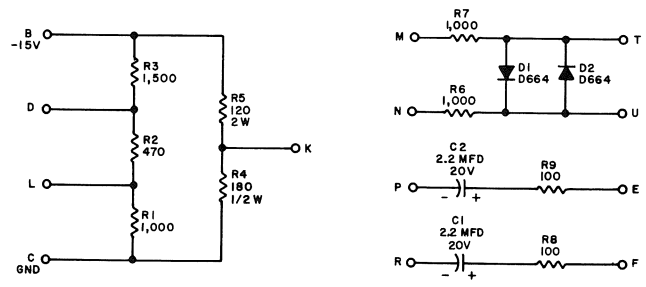 B
-15V
R3
1,500
D
R2
470
L
R1
1,000
C
GND
R5
120
2W
K
R4
180
1/2 W
M
R7
1,000
T
D1
D664
D2
D664
N
R6
1,000
U
C2
2.2 MFD
20V
P
- +
R9
100
E
C1
2.2 MFD
20V
R
- +
R8
100
F